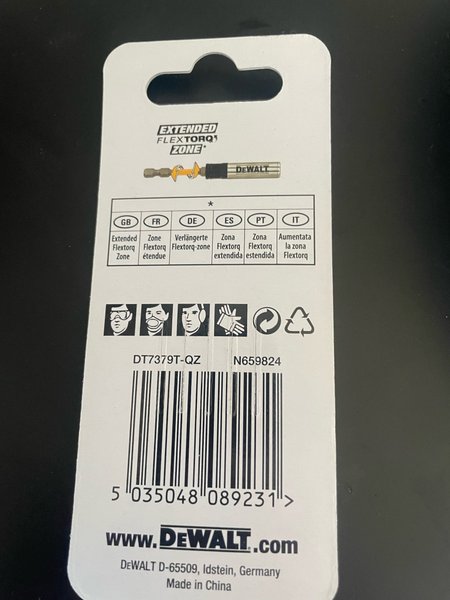 EXTENDED
FLEXTORQ™
ZONE*
DEWALT
*
GB FR DE ES PT IT
Extended Flextorq Zone
Zone Flextorq étendue
Verlängerte Flextorq-zone
Zona Flextorq extendida
Zona Flextorq estendida
Aumentata la zona Flextorq
DT7379T-QZ N659824
5 035048 089231 >
www.DEWALT.com
DEWALT D-65509, Idstein, Germany
Made in China